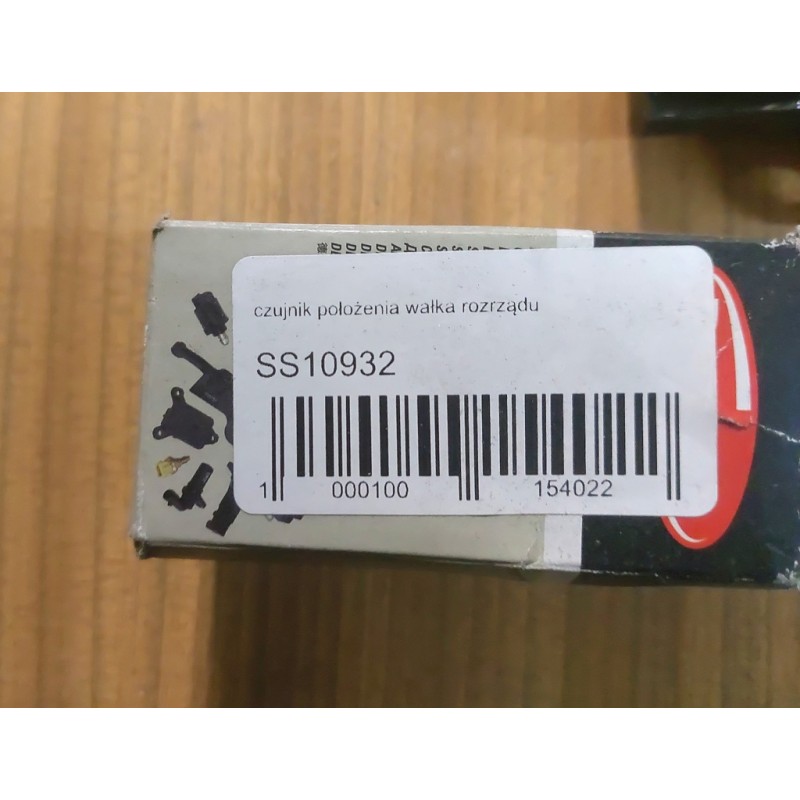 czujnik położenia wałka rozrządu
SS10932
1 000100 154022